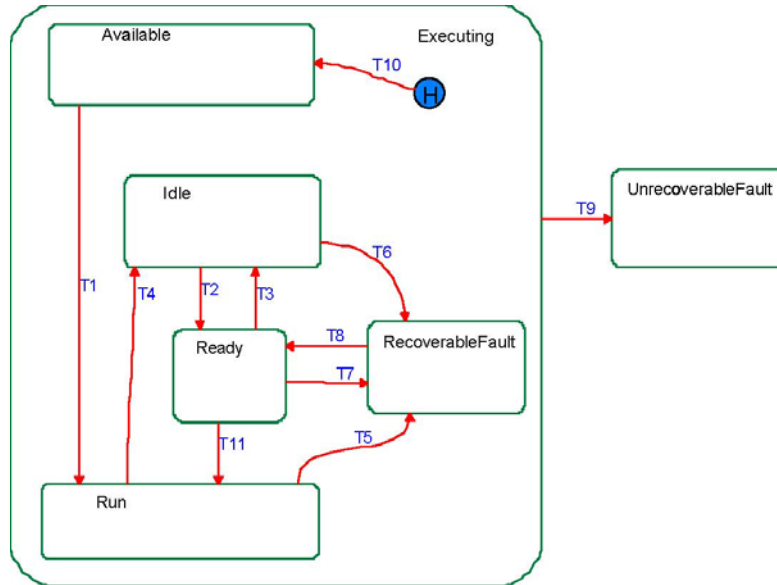 Available
Executing
T10
H
Idle
UnrecoverableFault
T9
T6
T1
T4
T2
T3
Ready
T8
RecoverableFault
T7
T11
T5
Run